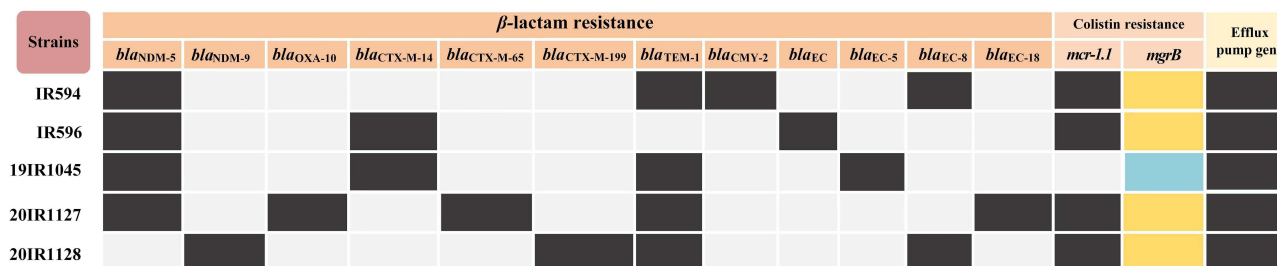 Strains
β-lactam resistance
Colistin resistance
Efflux
pump gen
blaNDM-5 blaNDM-9 blaOXA-10 blaCTX-M-14 blaCTX-M-65 blaCTX-M-199 blaTEM-1 blaCMY-2 blaEC blaEC-5 blaEC-8 blaEC-18 mcr-1.1 mgrB
IR594
IR596
19IR1045
20IR1127
20IR1128